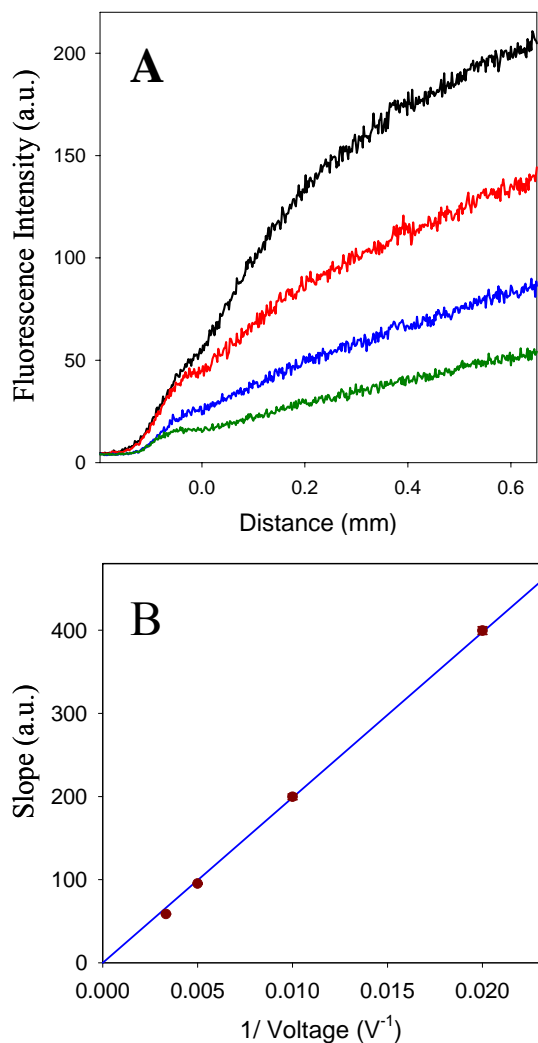 A
200
150
100
50
0
Fluorescence Intensity (a.u.)
0.0 0.2 0.4 0.6
Distance (mm)
B
400
300
200
100
0
Slope (a.u.)
0.000 0.005 0.010 0.015 0.020
1/ Voltage (V⁻¹)